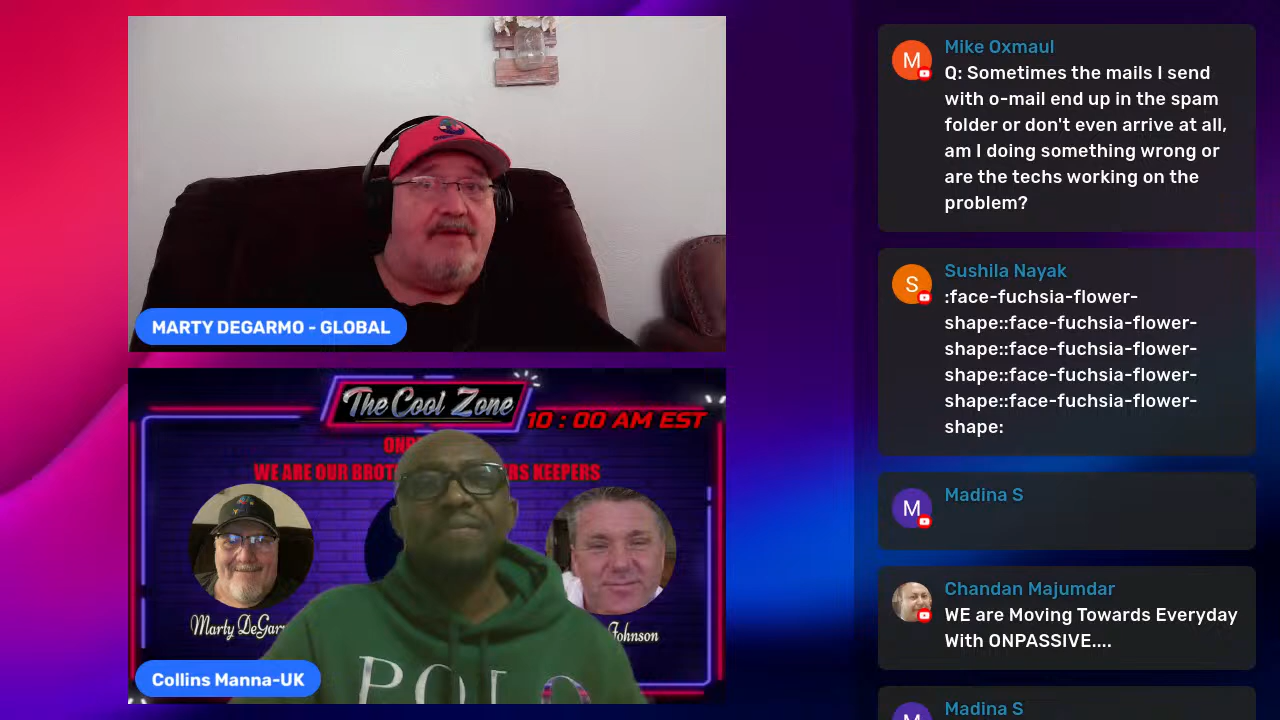 MARTY DEGARMO - GLOBAL
The Cool Zone
10 : 00 AM EST
WE ARE OUR KEEPERS
Marty
Johnson
POLO
Collins Manna-UK
M
Mike Oxmaul
Q: Sometimes the mails I send
with o-mail end up in the spam
folder or don't even arrive at all,
am I doing something wrong or
are the techs working on the
problem?
S
Sushila Nayak
:face-fuchsia-flower-
shape::face-fuchsia-flower-
shape::face-fuchsia-flower-
shape::face-fuchsia-flower-
shape::face-fuchsia-flower-
shape:
M
Madina S
Chandan Majumdar
WE are Moving Towards Everyday
With ONPASSIVE....
M
Madina S